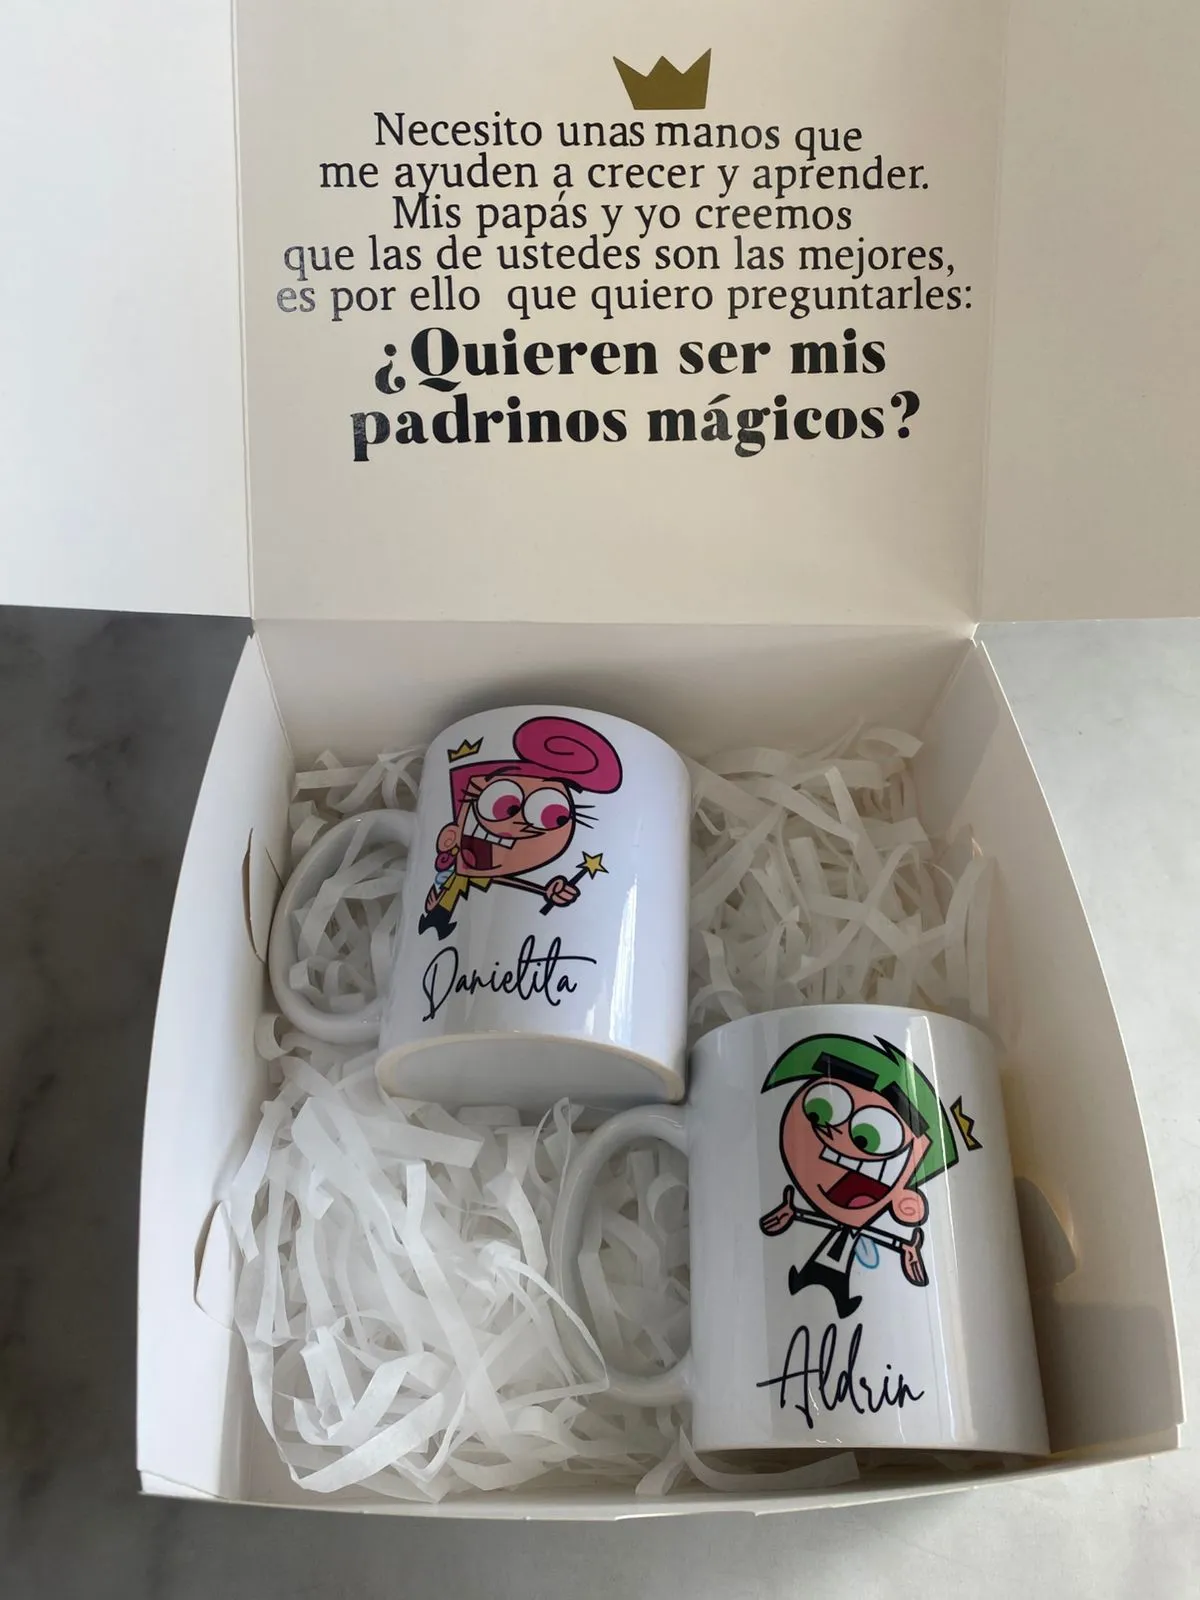 Necesito unas manos que
me ayuden a crecer y aprender.
Mis papás y yo creemos
que las de ustedes son las mejores,
es por ello que quiero preguntarles:
¿Quieren ser mis
padrinos mágicos?
Danielita
Aldrin